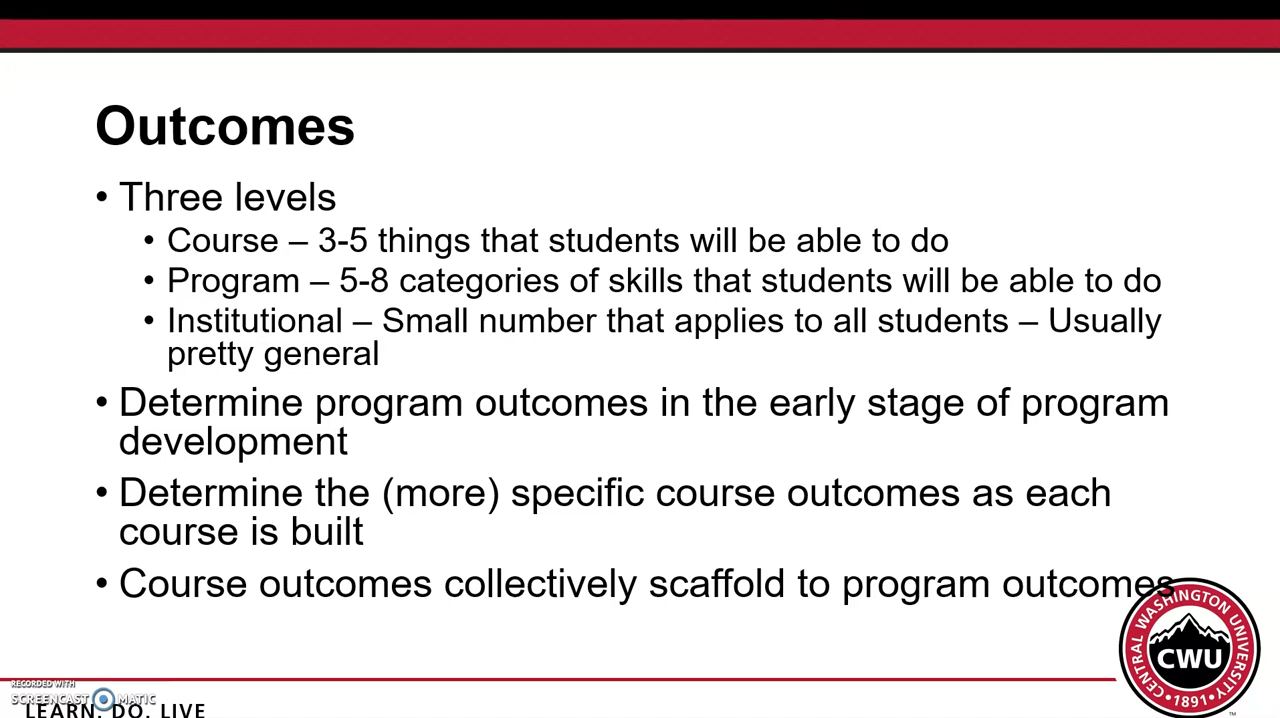 Outcomes
• Three levels
• Course – 3-5 things that students will be able to do
• Program – 5-8 categories of skills that students will be able to do
• Institutional – Small number that applies to all students – Usually
pretty general
• Determine program outcomes in the early stage of program
development
• Determine the (more) specific course outcomes as each
course is built
• Course outcomes collectively scaffold to program outcomes
CENTRAL WASHINGTON UNIVERSITY
CWU
•1891•
™
RECORDED WITH
SCREENCAST MATIC
LEARN. DO. LIVE